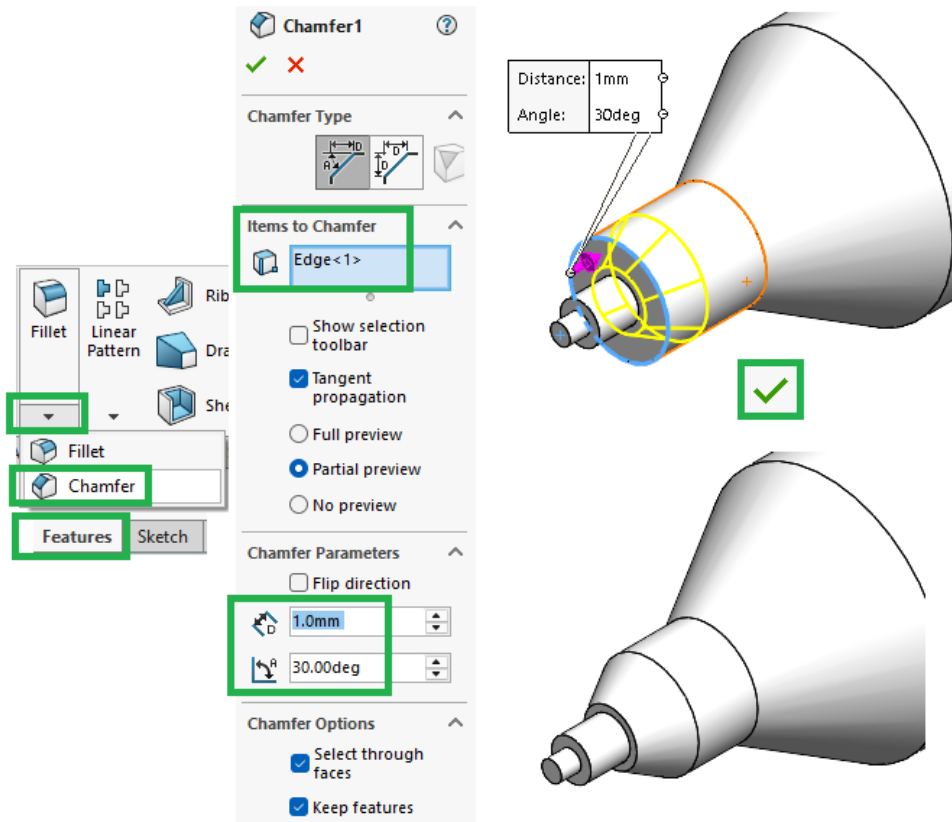 Fillet
Linear
Pattern
Rib
Dra
She
Fillet
Chamfer
Features
Sketch
Chamfer1
Chamfer Type
Items to Chamfer
Edge<1>
Show selection
toolbar
Tangent
propagation
Full preview
Partial preview
No preview
Chamfer Parameters
Flip direction
1.0mm
30.00deg
Chamfer Options
Select through
faces
Keep features
Distance: 1mm
Angle: 30deg